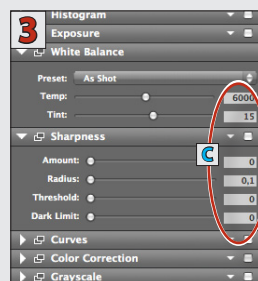 3
Histogram
Exposure
White Balance
Preset: As Shot
Temp: 6000
Tint: 15
Sharpness
C
Amount: 0
Radius: 0,1
Threshold: 0
Dark Limit: 0
Curves
Color Correction
Grayscale